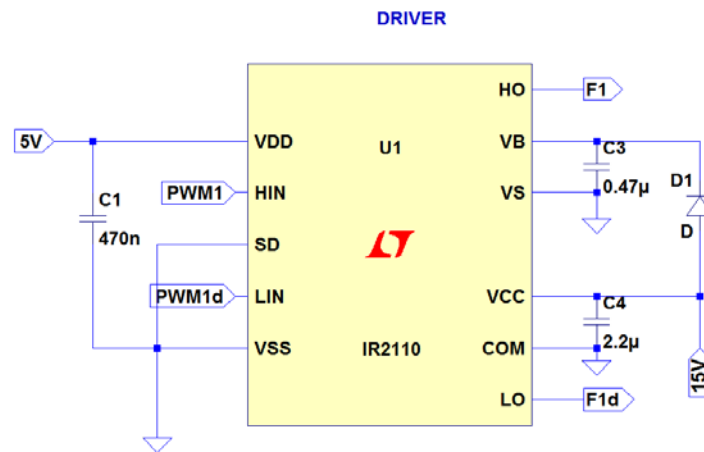 DRIVER
HO
F1
5V
VDD
U1
VB
C3
0.47µ
D1
D
C1
470n
PWM1
HIN
VS
SD
PWM1d
LIN
VCC
C4
2.2µ
VSS
IR2110
COM
15V
LO
F1d